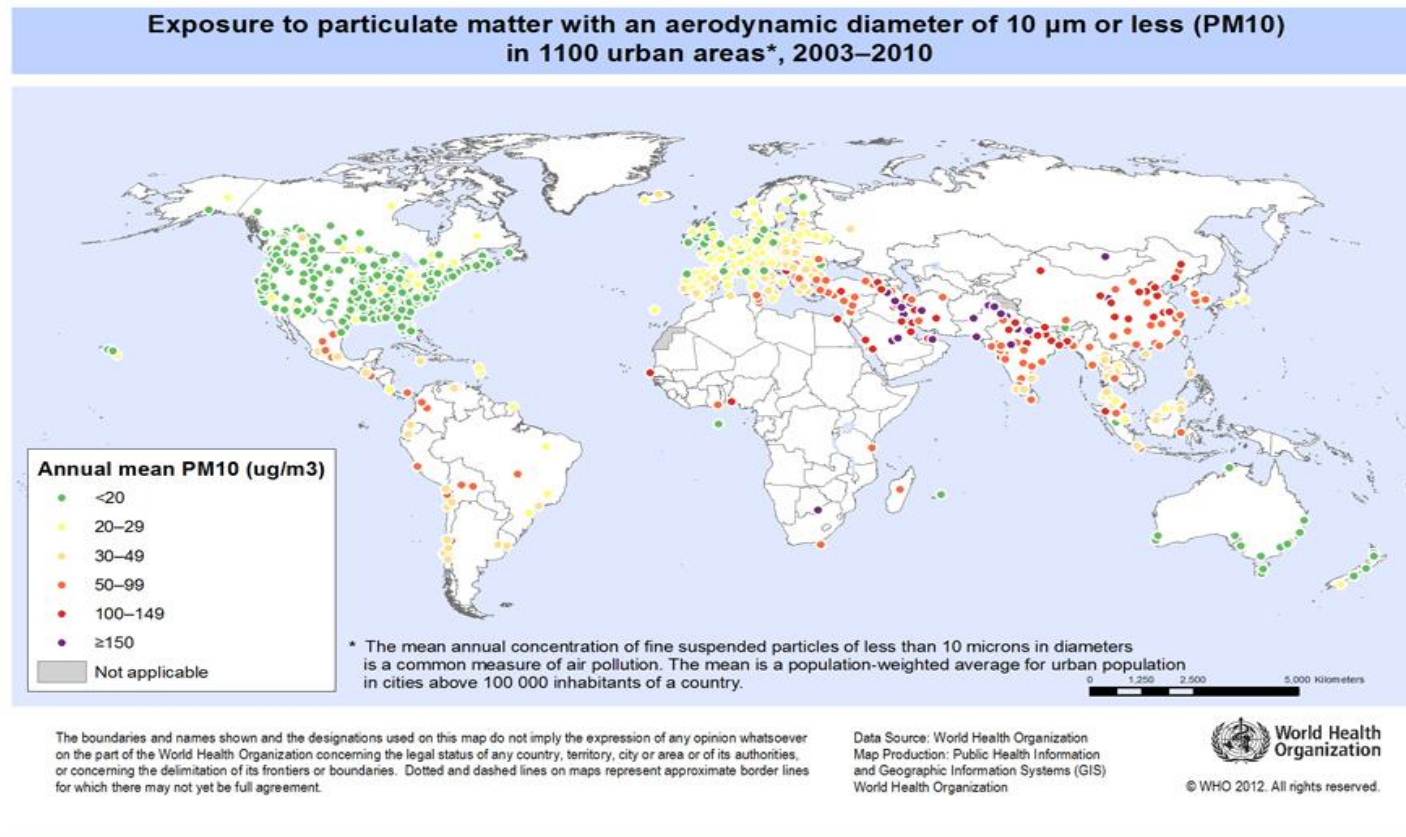 Exposure to particulate matter with an aerodynamic diameter of 10 µm or less (PM10)
in 1100 urban areas*, 2003–2010
Annual mean PM10 (ug/m3)
<20
20–29
30–49
50–99
100–149
≥150
Not applicable
* The mean annual concentration of fine suspended particles of less than 10 microns in diameters
is a common measure of air pollution. The mean is a population-weighted average for urban population
in cities above 100 000 inhabitants of a country.
0 1,250 2,500 5,000 Kilometers
The boundaries and names shown and the designations used on this map do not imply the expression of any opinion whatsoever
on the part of the World Health Organization concerning the legal status of any country, territory, city or area or of its authorities,
or concerning the delimitation of its frontiers or boundaries. Dotted and dashed lines on maps represent approximate border lines
for which there may not yet be full agreement.
Data Source: World Health Organization
Map Production: Public Health Information
and Geographic Information Systems (GIS)
World Health Organization
World Health
Organization
© WHO 2012. All rights reserved.